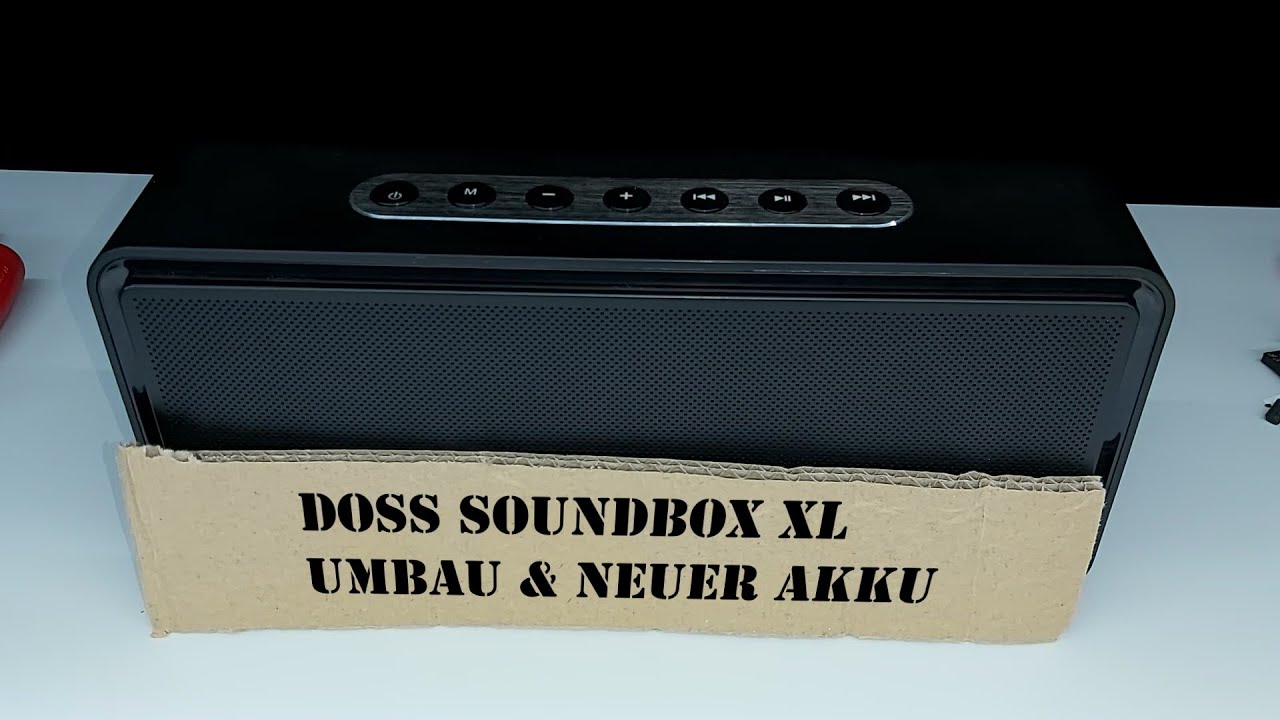 M
DOSS SOUNDBOX XL
UMBAU & NEUER AKKU